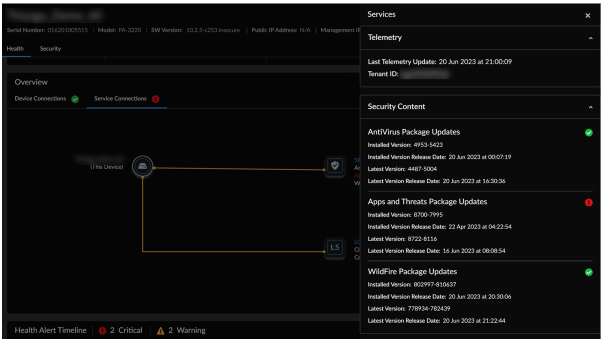 Serial Number: 016201005515 | Model: PA-3220 | SW Version: 10.2.5-c253.insecure | Public IP Address: N/A | Management IP
Health Security
Overview
Device Connections Service Connections
(This Device)
LS
Health Alert Timeline 2 Critical 2 Warning
Services
Telemetry
Last Telemetry Update: 20 Jun 2023 at 21:00:09
Tenant ID:
Security Content
AntiVirus Package Updates
Installed Version: 4953-5423
Installed Version Release Date: 20 Jun 2023 at 00:07:19
Latest Version: 4487-5004
Latest Version Release Date: 20 Jun 2023 at 16:30:36
Apps and Threats Package Updates
Installed Version: 8700-7995
Installed Version Release Date: 22 Apr 2023 at 04:22:54
Latest Version: 8722-8116
Latest Version Release Date: 16 Jun 2023 at 08:08:54
WildFire Package Updates
Installed Version: 802997-810637
Installed Version Release Date: 20 Jun 2023 at 20:30:06
Latest Version: 778934-782439
Latest Version Release Date: 20 Jun 2023 at 21:22:44